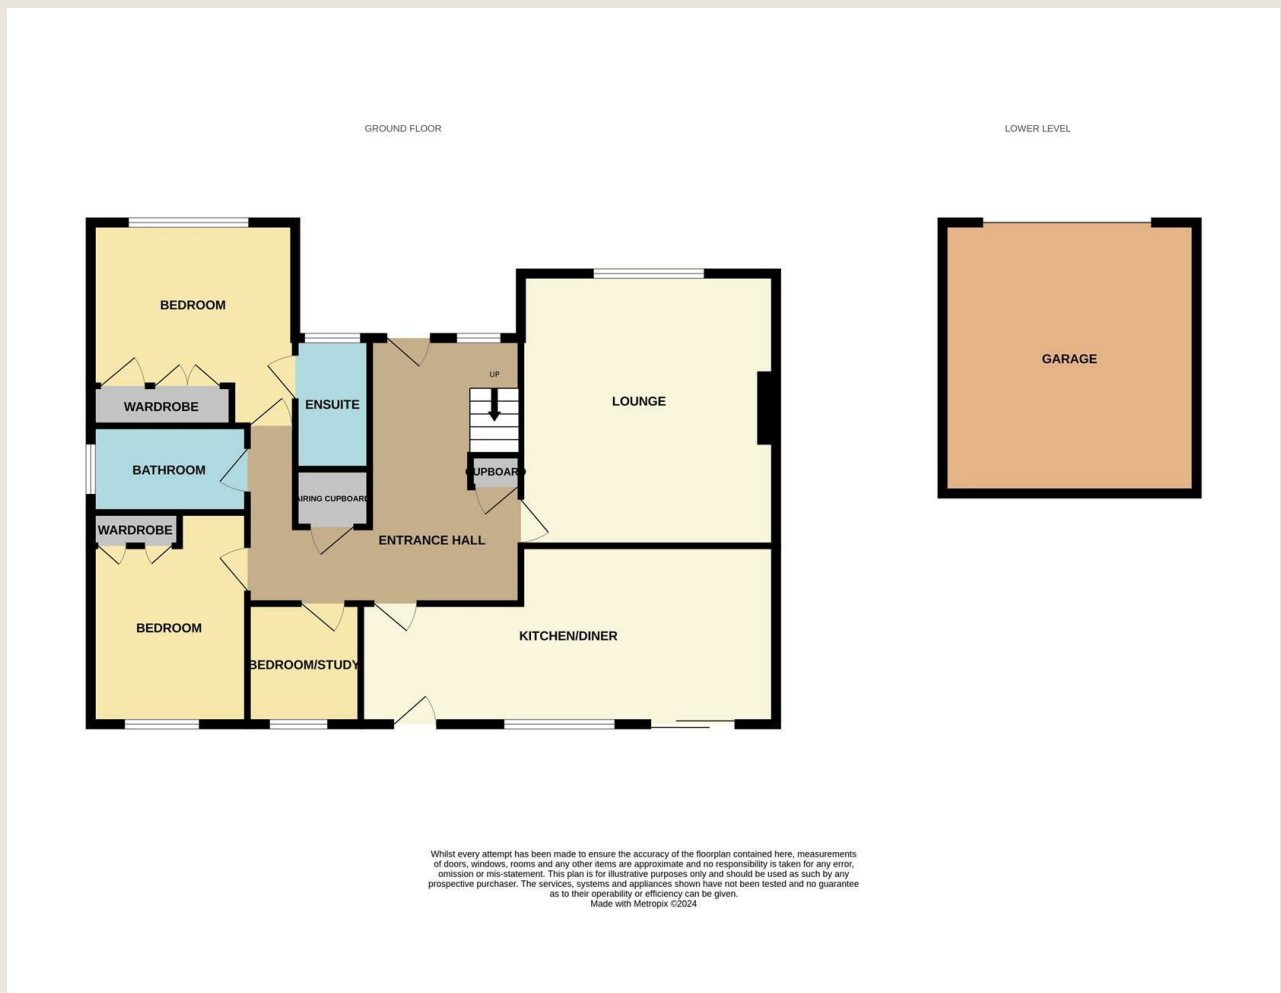 GROUND FLOOR
LOWER LEVEL
BEDROOM
WARDROBE
ENSUITE
UP
LOUNGE
GARAGE
BATHROOM
CUPBOARD
AIRING CUPBOARD
WARDROBE
ENTRANCE HALL
BEDROOM
KITCHEN/DINER
BEDROOM/STUDY
Whilst every attempt has been made to ensure the accuracy of the floorplan contained here, measurements
of doors, windows, rooms and any other items are approximate and no responsibility is taken for any error,
omission or mis-statement. This plan is for illustrative purposes only and should be used as such by any
prospective purchaser. The services, systems and appliances shown have not been tested and no guarantee
as to their operability or efficiency can be given.
Made with Metropix ©2024